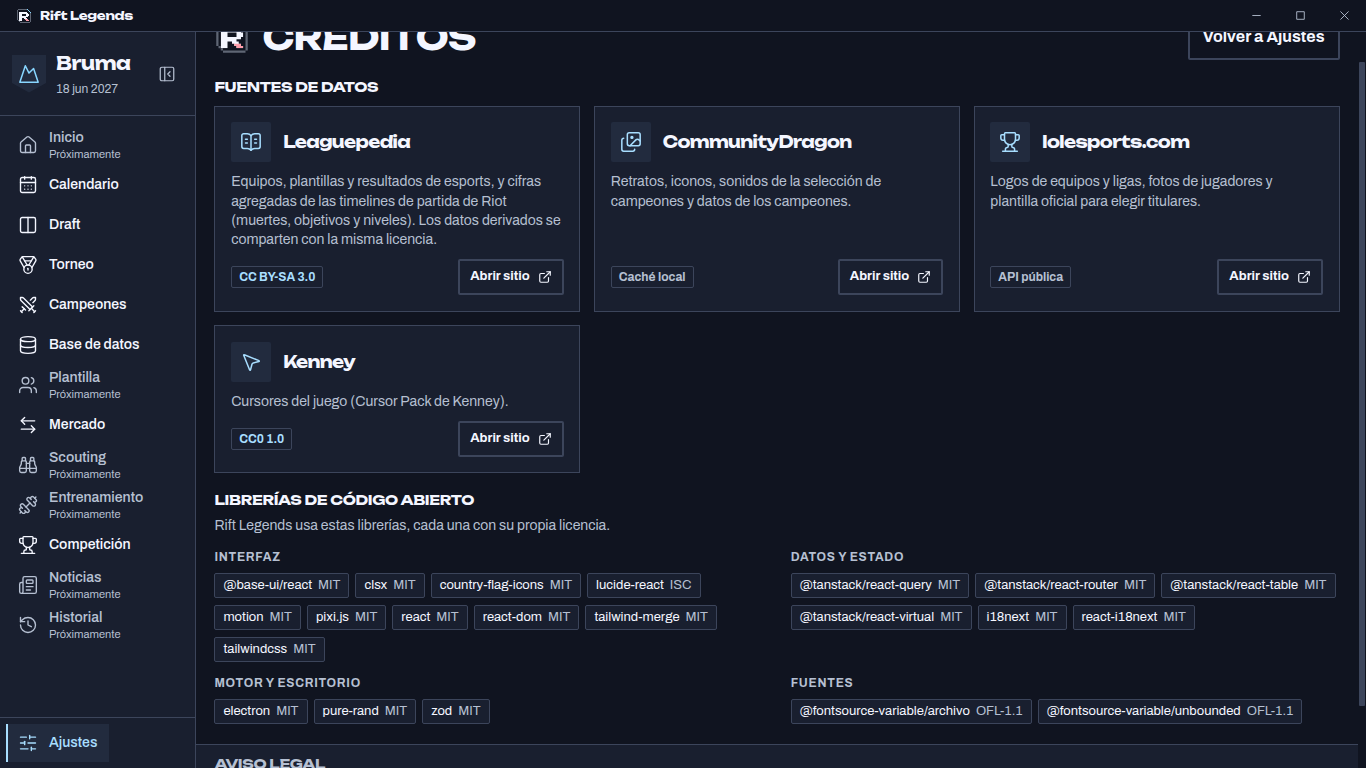 Rift Legends
Bruma
18 jun 2027
Inicio
Próximamente
Calendario
Draft
Torneo
Campeones
Base de datos
Plantilla
Próximamente
Mercado
Scouting
Próximamente
Entrenamiento
Próximamente
Competición
Noticias
Próximamente
Historial
Próximamente
Ajustes
CRÉDITOS
Volver a Ajustes
FUENTES DE DATOS
Leaguepedia
Equipos, plantillas y resultados de esports, y cifras
agregadas de las timelines de partida de Riot
(muertes, objetivos y niveles). Los datos derivados se
comparten con la misma licencia.
CC BY-SA 3.0
Abrir sitio
CommunityDragon
Retratos, iconos, sonidos de la selección de
campeones y datos de los campeones.
Caché local
Abrir sitio
lolesports.com
Logos de equipos y ligas, fotos de jugadores y
plantilla oficial para elegir titulares.
API pública
Abrir sitio
Kenney
Cursores del juego (Cursor Pack de Kenney).
CC0 1.0
Abrir sitio
LIBRERÍAS DE CÓDIGO ABIERTO
Rift Legends usa estas librerías, cada una con su propia licencia.
INTERFAZ
@base-ui/react MIT clsx MIT country-flag-icons MIT lucide-react ISC
motion MIT pixi.js MIT react MIT react-dom MIT tailwind-merge MIT
tailwindcss MIT
DATOS Y ESTADO
@tanstack/react-query MIT @tanstack/react-router MIT @tanstack/react-table MIT
@tanstack/react-virtual MIT i18next MIT react-i18next MIT
MOTOR Y ESCRITORIO
electron MIT pure-rand MIT zod MIT
FUENTES
@fontsource-variable/archivo OFL-1.1 @fontsource-variable/unbounded OFL-1.1
AVISO LEGAL